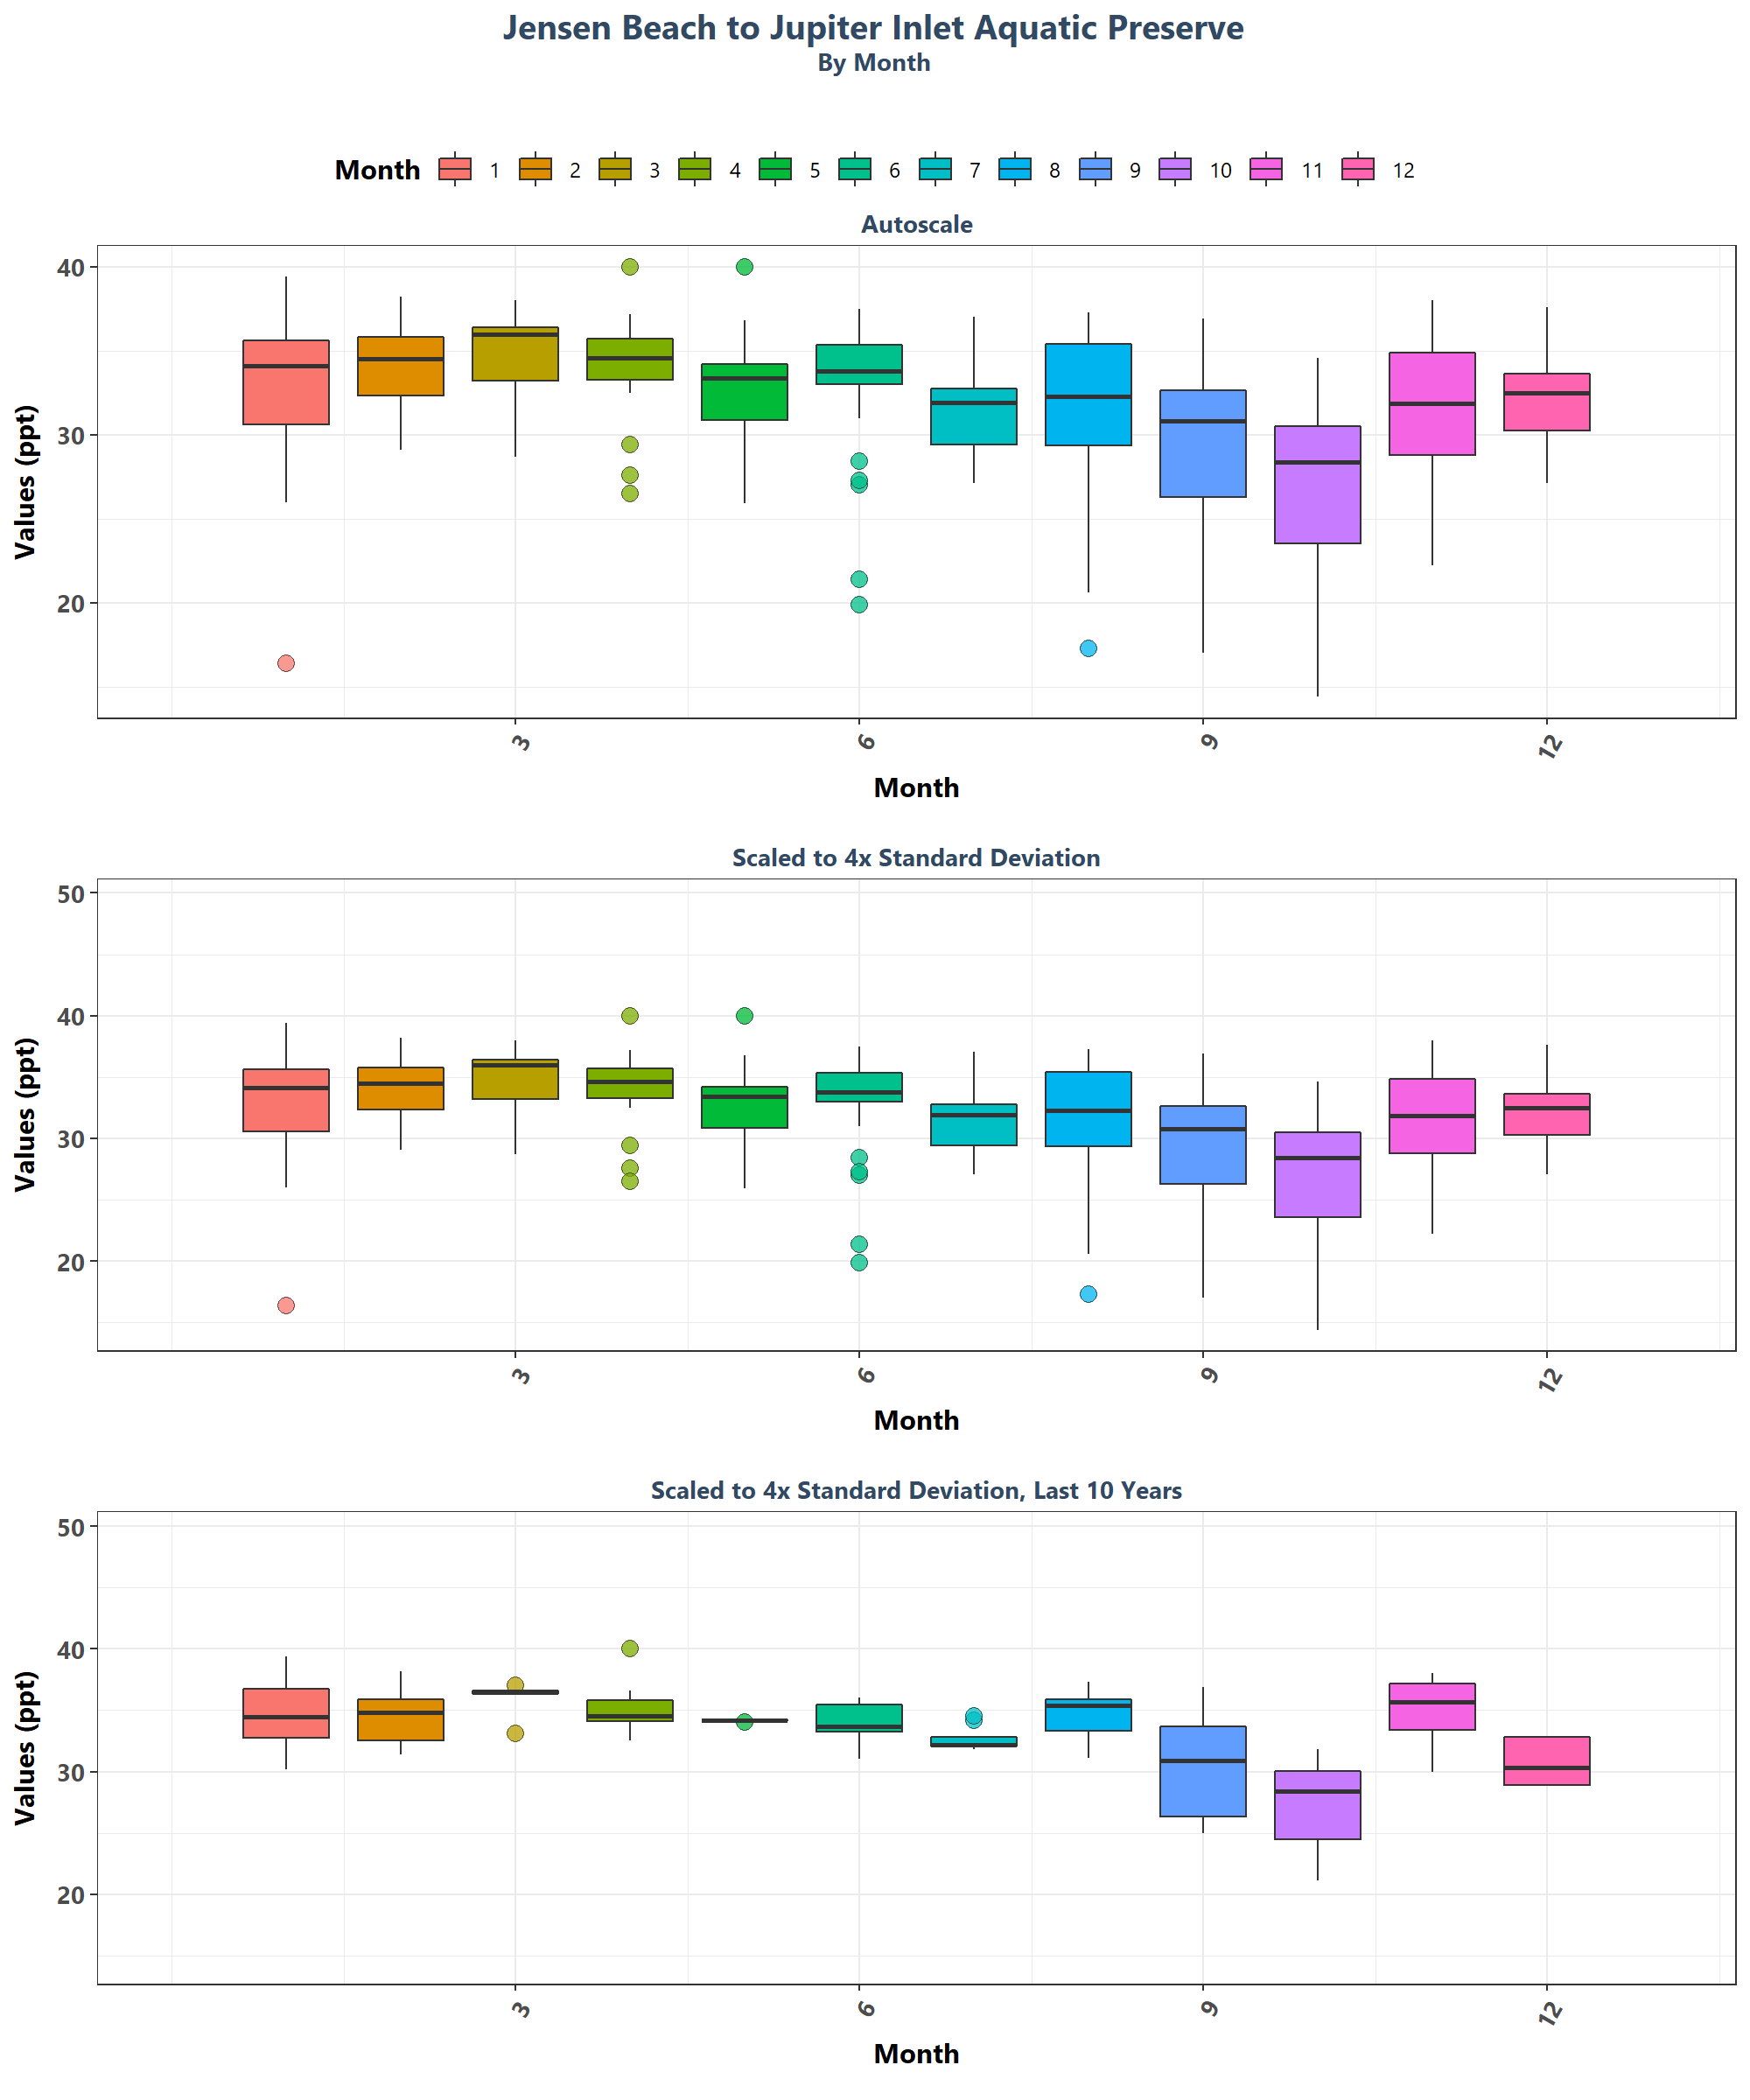 Jensen Beach to Jupiter Inlet Aquatic Preserve
By Month
Month 1 2 3 4 5 6 7 8 9 10 11 12
Autoscale
40
30
20
Values (ppt)
3 6 9 12
Month
Scaled to 4x Standard Deviation
50
40
30
20
Values (ppt)
3 6 9 12
Month
Scaled to 4x Standard Deviation, Last 10 Years
50
40
30
20
Values (ppt)
3 6 9 12
Month